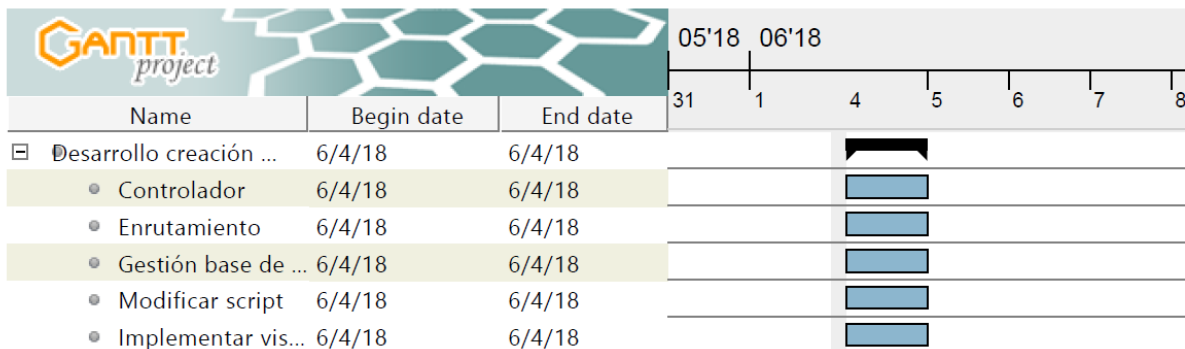 GANTT
project
05'18 06'18
31 1 4 5 6 7 8
Name Begin date End date
Desarrollo creación ... 6/4/18 6/4/18
Controlador 6/4/18 6/4/18
Enrutamiento 6/4/18 6/4/18
Gestión base de ... 6/4/18 6/4/18
Modificar script 6/4/18 6/4/18
Implementar vis... 6/4/18 6/4/18